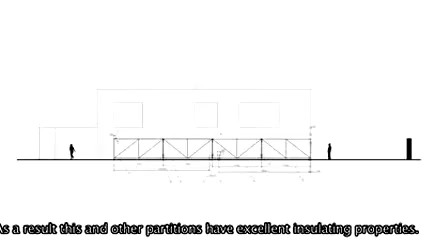 As a result this and other partitions have excellent insulating properties.